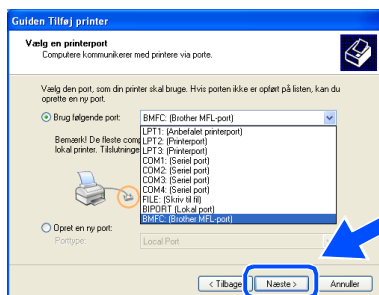 Guiden Tilføj printer
Vælg en printerport
Computere kommunikerer med printere via porte.
Vælg den port, som din printer skal bruge. Hvis porten ikke er opført på listen, kan du
oprette en ny port.
Brug følgende port: BMFC: (Brother MFL-port)
LPT1: (Anbefalet printerport)
Bemærk! De fleste LPT2: (Printerport)
lokal printer. Tilslutninge LPT3: (Printerport)
COM1: (Seriel port)
COM2: (Seriel port)
COM3: (Seriel port)
COM4: (Seriel port)
FILE: (Skriv til fil)
BIPORT (Lokal port)
BMFC: (Brother MFL-port)
Opret en ny port:
Porttype: Local Port
< Tilbage Næste > Annuller